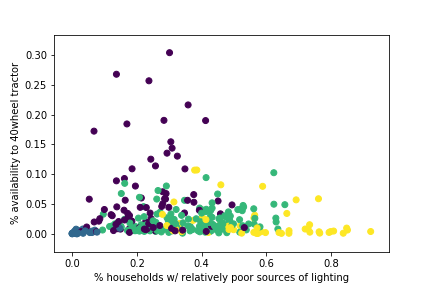 0.30
0.25
0.20
0.15
0.10
0.05
0.00
% availability to 40wheel tractor
0.0 0.2 0.4 0.6 0.8
% households w/ relatively poor sources of lighting